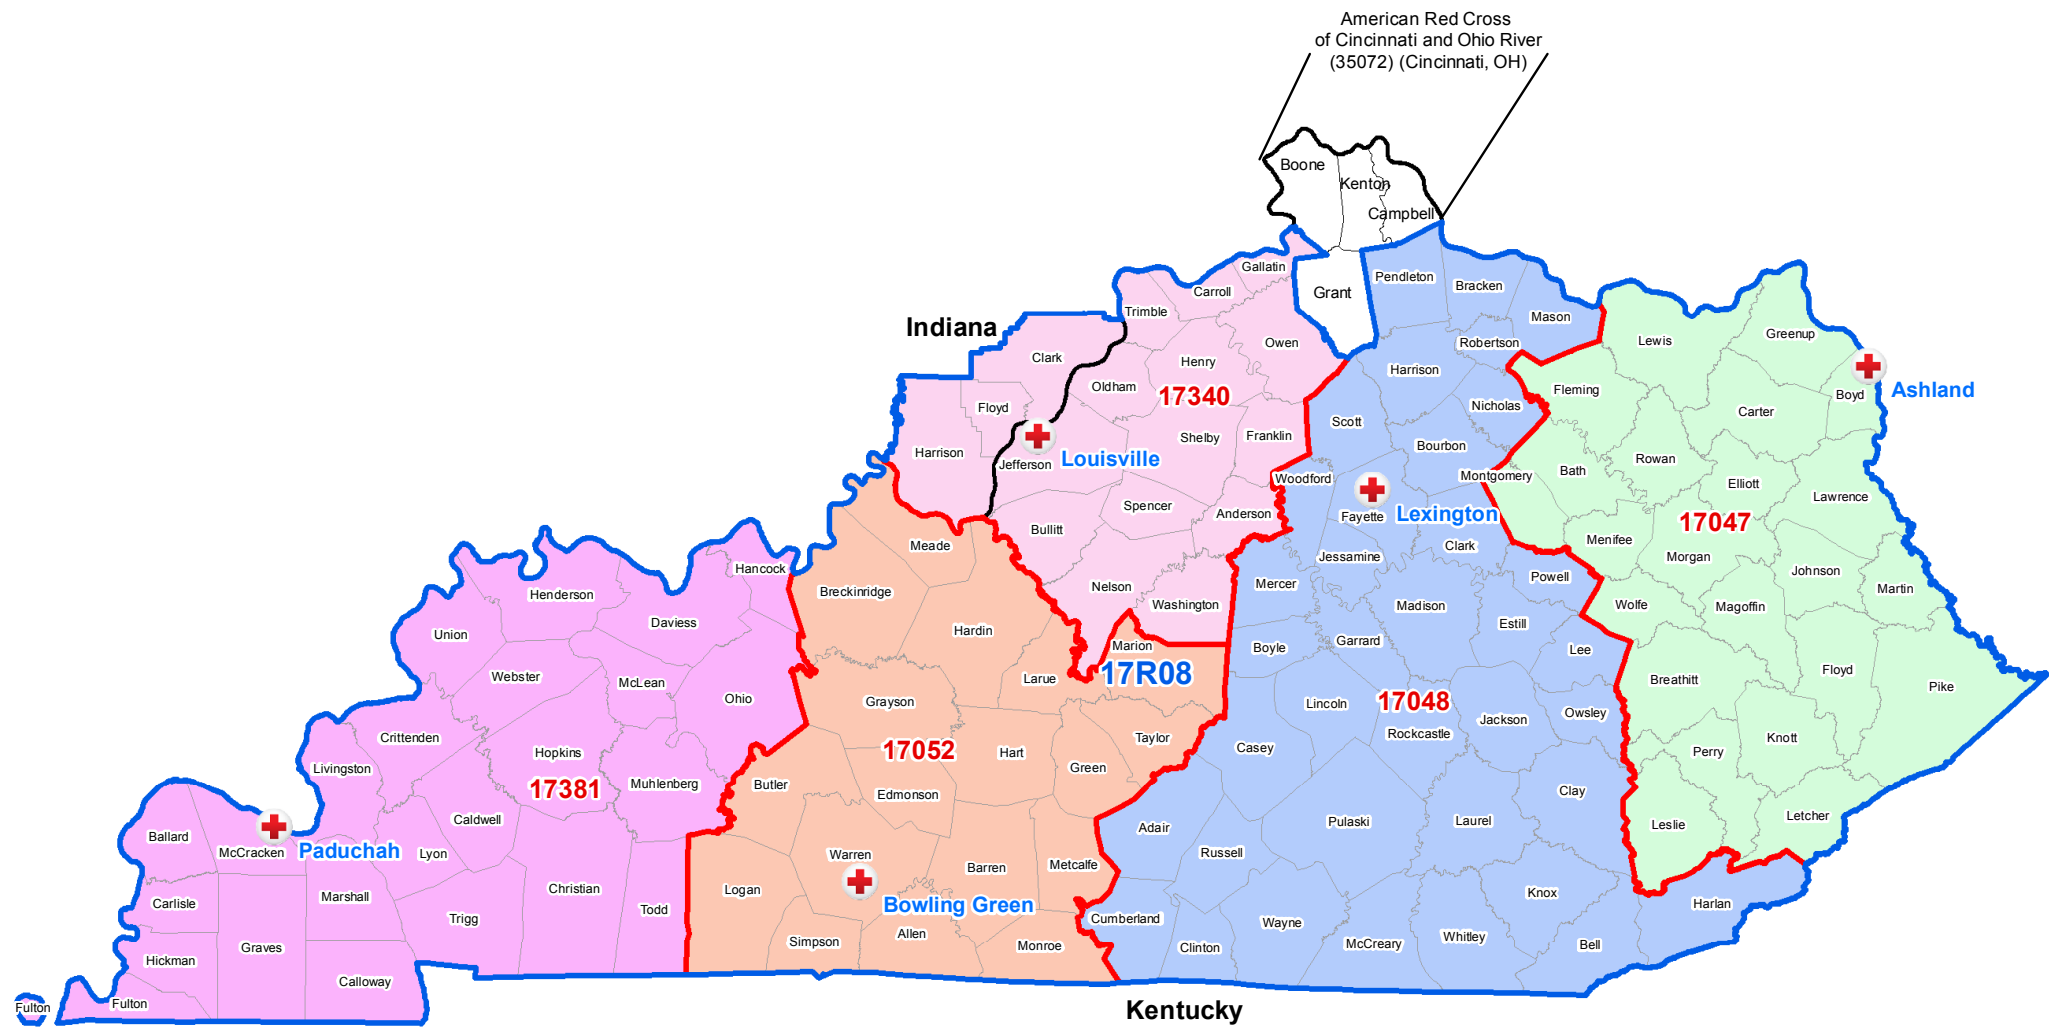 American Red Cross
of Cincinnati and Ohio River
(35072) (Cincinnati, OH)
Boone
Kenton
Campbell
Gallatin
Pendleton
Carroll
Bracken
Grant
Trimble
Mason
Indiana
Greenup
Owen
Lewis
Robertson
Clark
Henry
Harrison
Oldham
17340
Fleming
Boyd
Ashland
Floyd
Nicholas
Carter
Scott
Shelby
Franklin
Bourbon
Harrison
Jefferson
Louisville
Rowan
Bath
Woodford
Montgomery
Elliott
Lawrence
Spencer
Anderson
Fayette
Lexington
17047
Bullitt
Meade
Clark
Menifee
Jessamine
Morgan
Hancock
Johnson
Powell
Mercer
Nelson
Martin
Breckinridge
Henderson
Washington
Madison
Wolfe
Magoffin
Daviess
Estill
Hardin
Union
Garrard
Marion
Boyle
Lee
17R08
Floyd
Webster
McLean
Larue
Breathitt
Pike
Ohio
Grayson
Lincoln
17048
Owsley
Jackson
Rockcastle
Crittenden
Taylor
Knott
Casey
17052
Hart
Perry
Hopkins
Livingston
Green
Muhlenberg
Butler
17381
Clay
Edmonson
Letcher
Caldwell
Pulaski
Laurel
Leslie
Adair
Ballard
McCracken
Paducah
Lyon
Warren
Russell
Metcalfe
Barren
Christian
Logan
Knox
Marshall
Carlisle
Bowling Green
Harlan
Todd
Trigg
Cumberland
Wayne
Allen
Whitley
Simpson
McCreary
Bell
Monroe
Clinton
Graves
Hickman
Calloway
Fulton
Fulton
Kentucky